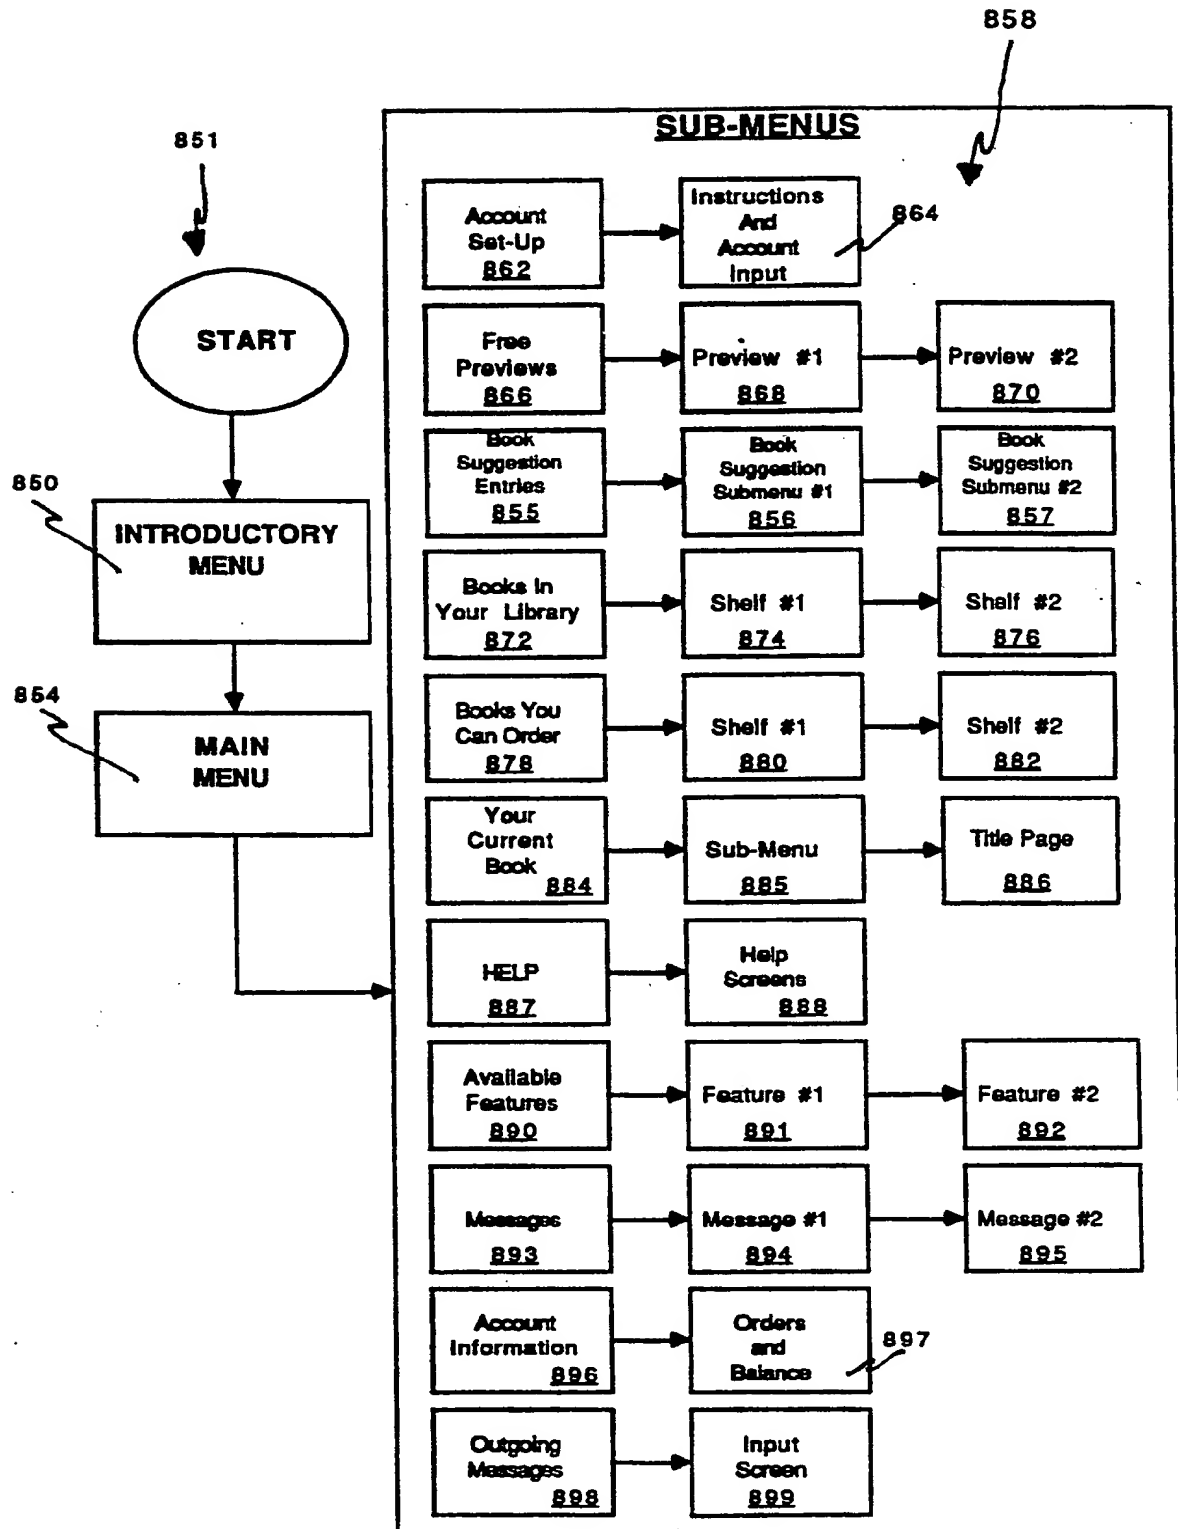 858
SUB-MENUS
851
Account
Set-Up
862
Instructions
And
Account
Input
864
START
Free
Previews
866
Preview #1
868
Preview #2
870
Book
Suggestion
Entries
855
Book
Suggestion
Submenu #1
856
Book
Suggestion
Submenu #2
857
850
INTRODUCTORY
MENU
Books In
Your Library
872
Shelf #1
874
Shelf #2
876
854
MAIN
MENU
Books You
Can Order
878
Shelf #1
880
Shelf #2
882
Your
Current
Book
884
Sub-Menu
885
Title Page
886
HELP
887
Help
Screens
888
Available
Features
890
Feature #1
891
Feature #2
892
Messages
893
Message #1
894
Message #2
895
Account
Information
896
Orders
and
Balance
897
Outgoing
Messages
898
Input
Screen
899